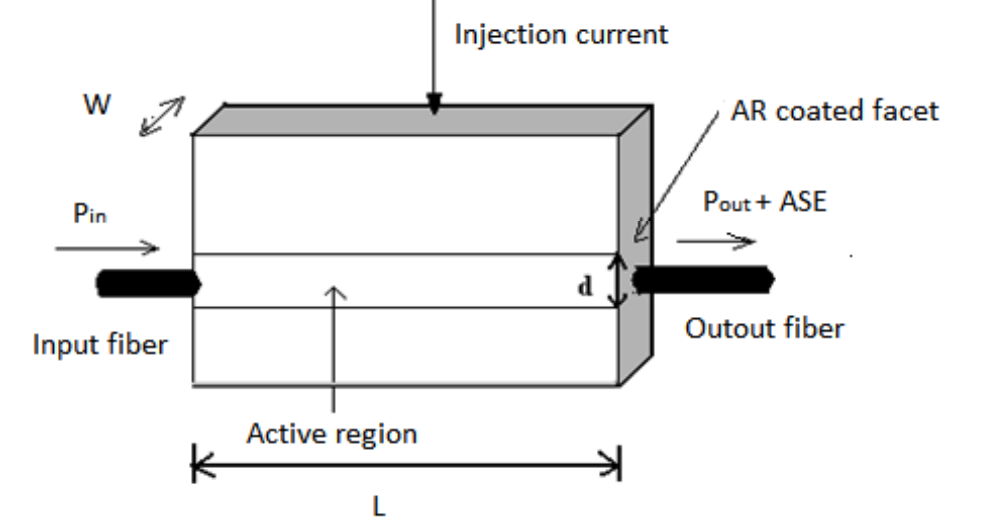 Injection current
W
AR coated facet
Pin
Pout + ASE
d
Input fiber
Outout fiber
Active region
L